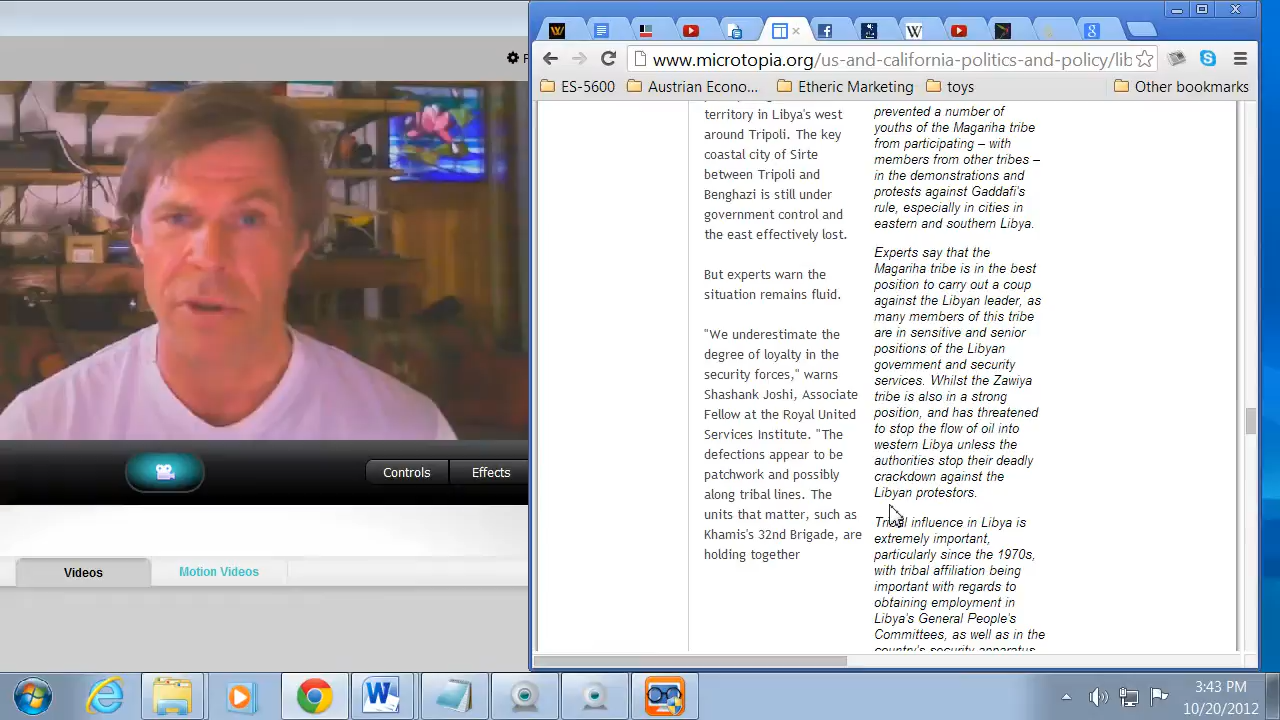 www.microtopia.org/us-and-california-politics-and-policy/lib
ES-5600
Austrian Econo...
Etheric Marketing
toys
Other bookmarks
territory in Libya's west
around Tripoli. The key
coastal city of Sirte
between Tripoli and
Benghazi is still under
government control and
the east effectively lost.
But experts warn the
situation remains fluid.
"We underestimate the
degree of loyalty in the
security forces," warns
Shashank Joshi, Associate
Fellow at the Royal United
Services Institute. "The
defections appear to be
patchwork and possibly
along tribal lines. The
units that matter, such as
Khamis's 32nd Brigade, are
holding together
prevented a number of
youths of the Magariha tribe
from participating – with
members from other tribes –
in the demonstrations and
protests against Gaddafi's
rule, especially in cities in
eastern and southern Libya.
Experts say that the
Magariha tribe is in the best
position to carry out a coup
against the Libyan leader, as
many members of this tribe
are in sensitive and senior
positions of the Libyan
government and security
services. Whilst the Zawiya
tribe is also in a strong
position, and has threatened
to stop the flow of oil into
western Libya unless the
authorities stop their deadly
crackdown against the
Libyan protestors.
Tribal influence in Libya is
extremely important,
particularly since the 1970s,
with tribal affiliation being
important with regards to
obtaining employment in
Libya's General People's
Committees, as well as in the
country's security apparatus
Controls
Effects
Videos
Motion Videos
3:43 PM
10/20/2012